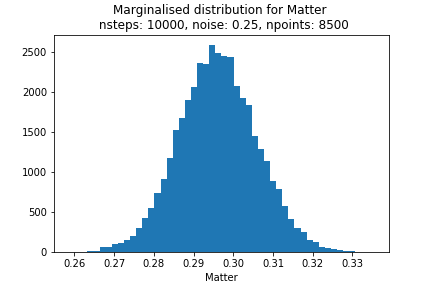 Marginalised distribution for Matter
nsteps: 10000, noise: 0.25, npoints: 8500
2500
2000
1500
1000
500
0
0.26 0.27 0.28 0.29 0.30 0.31 0.32 0.33
Matter